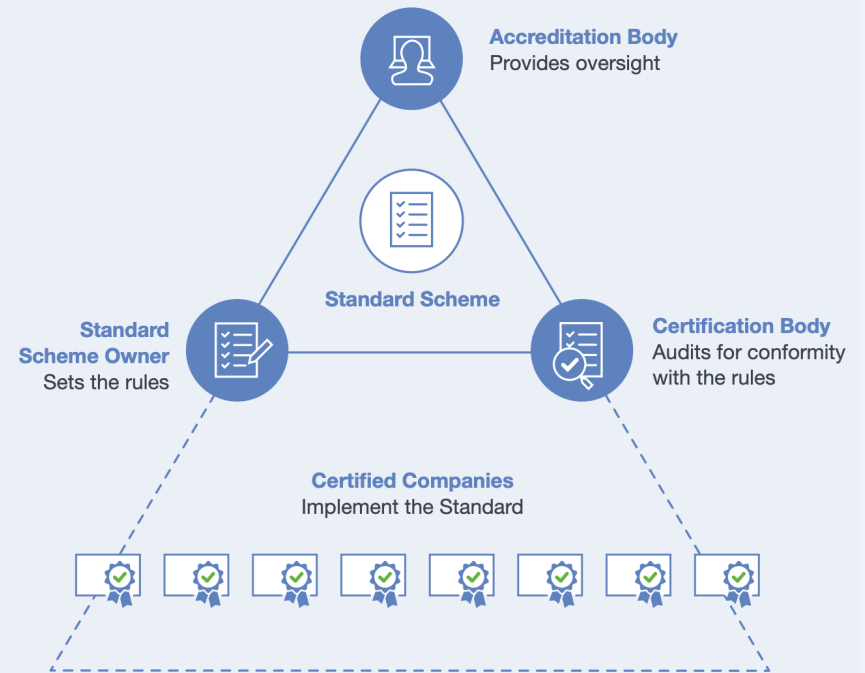 Accreditation Body
Provides oversight
Standard Scheme
Standard
Scheme Owner
Sets the rules
Certification Body
Audits for conformity
with the rules
Certified Companies
Implement the Standard